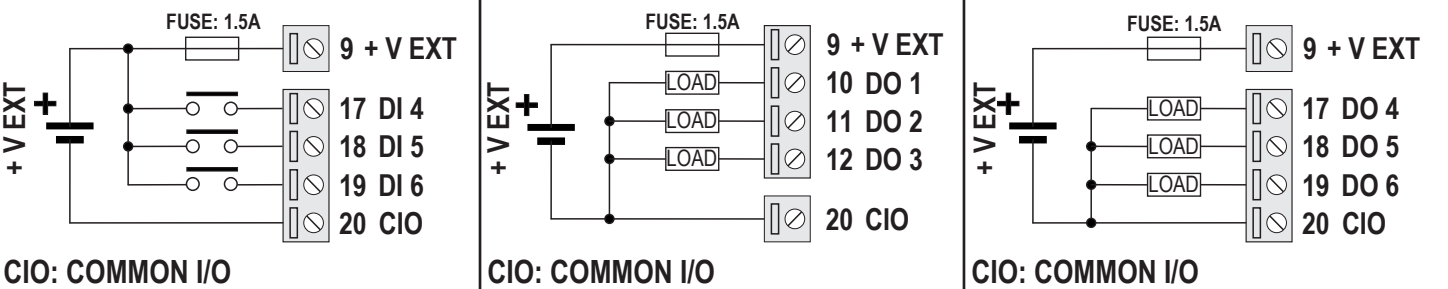 FUSE: 1.5A
9 + V EXT
+ V EXT
+
17 DI 4
18 DI 5
19 DI 6
20 CIO
CIO: COMMON I/O
FUSE: 1.5A
9 + V EXT
+ V EXT
+
LOAD
10 DO 1
LOAD
11 DO 2
LOAD
12 DO 3
20 CIO
CIO: COMMON I/O
FUSE: 1.5A
9 + V EXT
+ V EXT
+
LOAD
17 DO 4
LOAD
18 DO 5
LOAD
19 DO 6
20 CIO
CIO: COMMON I/O